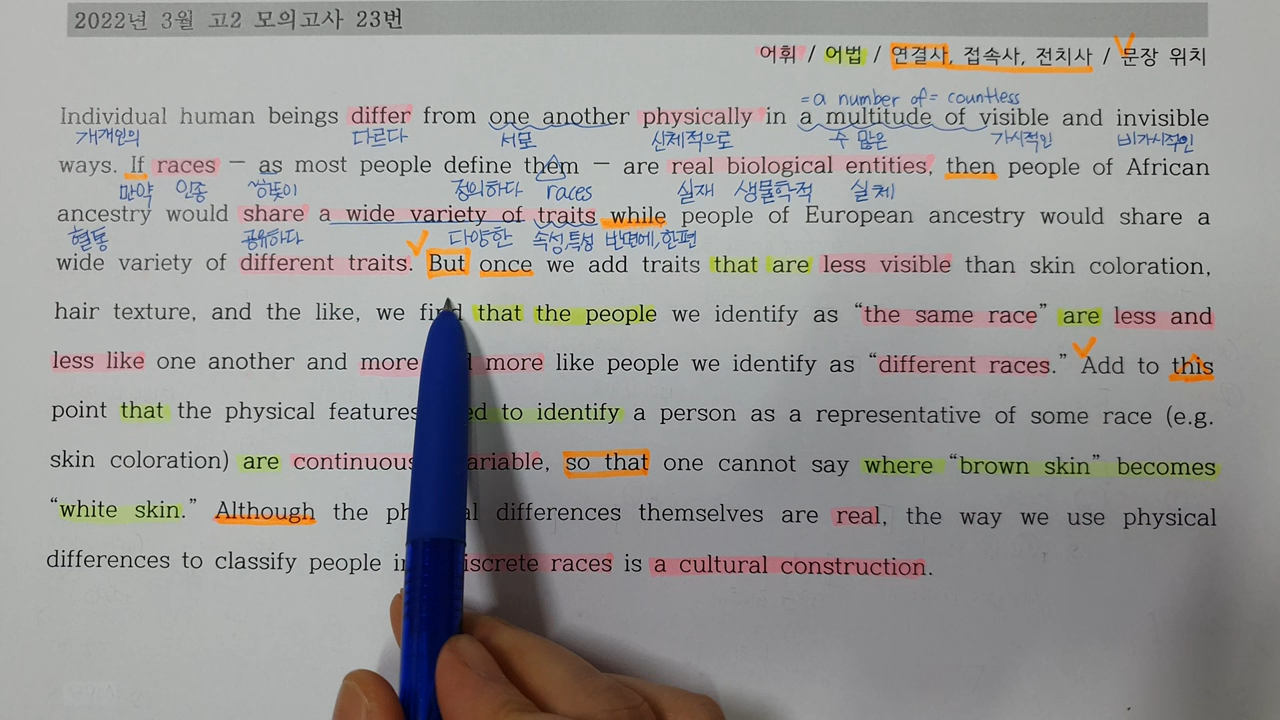 2022년 3월 고2 모의고사 23번
어휘 / 어법 / 연결사, 접속사, 전치사 / 문장 위치
= a number of = countless
Individual human beings differ from one another physically in a multitude of visible and invisible
개개인의 다르다 서로 신체적으로 수 많은 가시적인 비가시적인
ways. If races — as most people define them — are real biological entities, then people of African
만약 인종 ~하듯이 정의하다 races 실재 생물학적 실체
ancestry would share a wide variety of traits while people of European ancestry would share a
혈통 공유하다 다양한 속성,특성 반면에,한편
wide variety of different traits. But once we add traits that are less visible than skin coloration,
hair texture, and the like, we find that the people we identify as “the same race” are less and
less like one another and more more like people we identify as “different races.” Add to this
point that the physical features to identify a person as a representative of some race (e.g.
skin coloration) are so that one cannot say where “brown skin” becomes
“white skin.” Although the differences themselves are real, the way we use physical
differences to classify people races is a cultural construction.